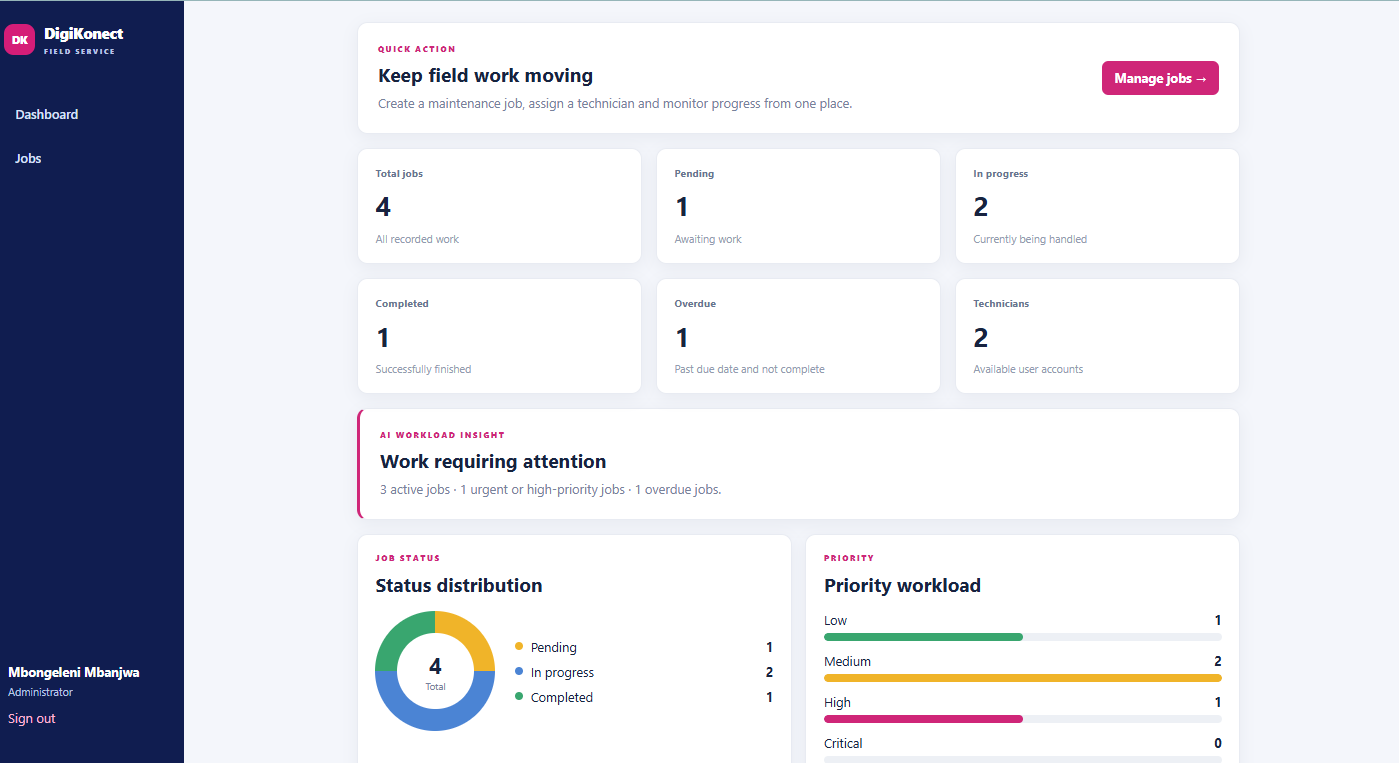 DK
DigiKonect
FIELD SERVICE
Dashboard
Jobs
Mbongeleni Mbanjwa
Administrator
Sign out
QUICK ACTION
Keep field work moving
Create a maintenance job, assign a technician and monitor progress from one place.
Manage jobs →
Total jobs
4
All recorded work
Pending
1
Awaiting work
In progress
2
Currently being handled
Completed
1
Successfully finished
Overdue
1
Past due date and not complete
Technicians
2
Available user accounts
AI WORKLOAD INSIGHT
Work requiring attention
3 active jobs · 1 urgent or high-priority jobs · 1 overdue jobs.
JOB STATUS
Status distribution
4
Total
Pending 1
In progress 2
Completed 1
PRIORITY
Priority workload
Low 1
Medium 2
High 1
Critical 0